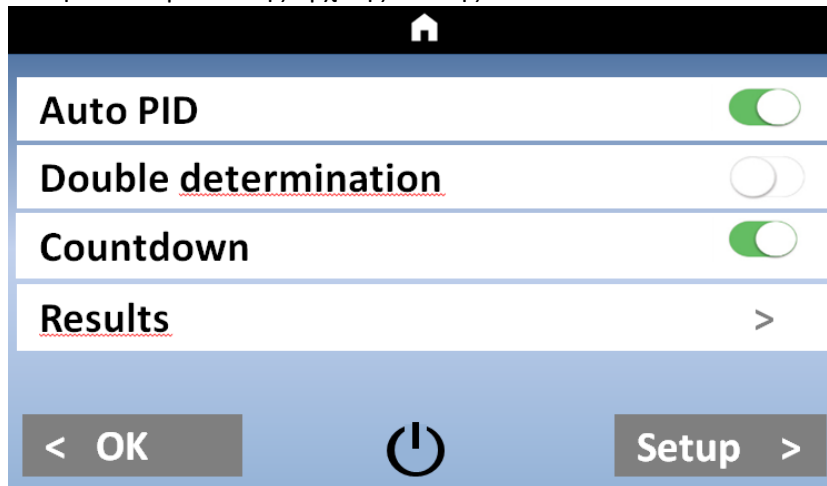 Auto PID
Double determination
Countdown
Results >
< OK
Setup >